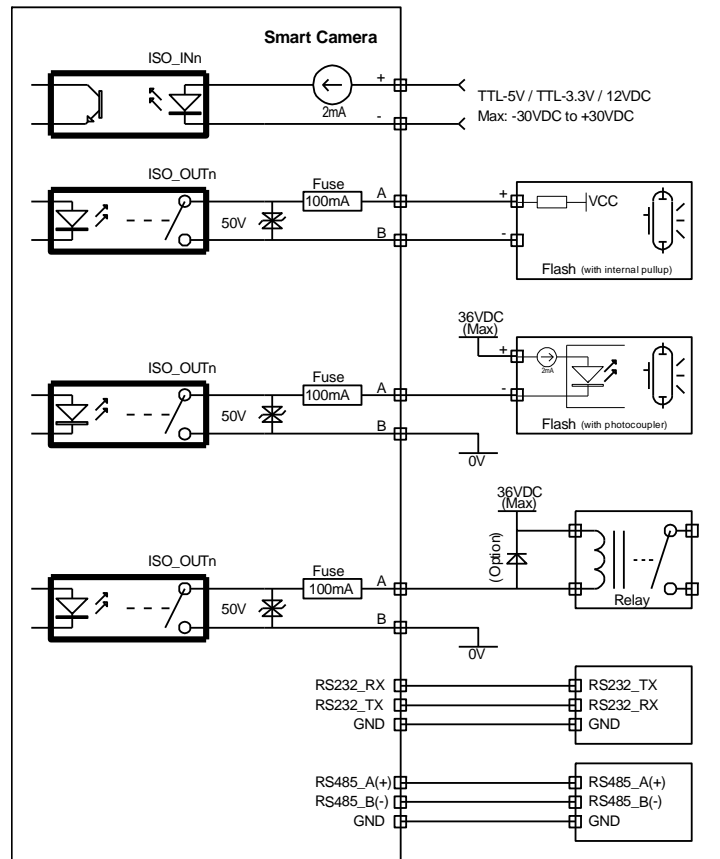 Smart Camera
ISO_INn
+
2mA
-
TTL-5V / TTL-3.3V / 12VDC
Max: -30VDC to +30VDC
ISO_OUTn
Fuse
100mA
50V
A
B
+
VCC
-
Flash (with internal pullup)
36VDC
(Max)
ISO_OUTn
Fuse
100mA
50V
A
B
0V
+
2mA
-
Flash (with photocoupler)
36VDC
(Max)
(Option)
ISO_OUTn
Fuse
100mA
50V
A
B
0V
Relay
RS232_RX
RS232_TX
RS232_TX
RS232_RX
GND
GND
RS485_A(+)
RS485_A(+)
RS485_B(-)
RS485_B(-)
GND
GND